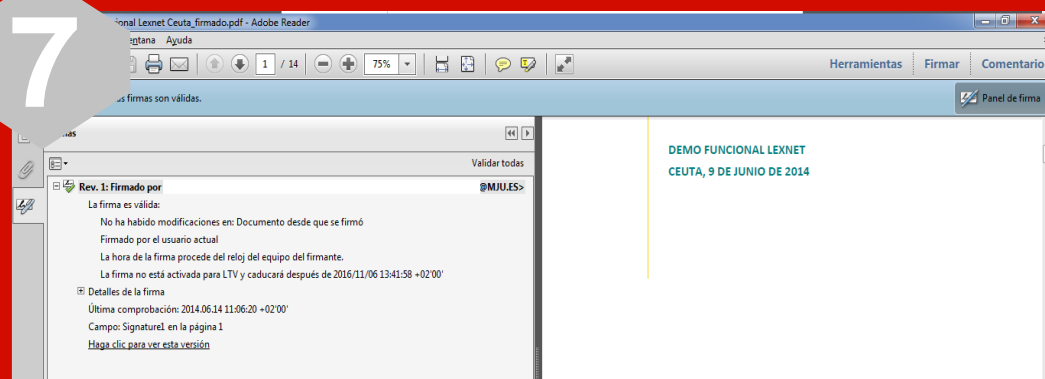 7
ional Lexnet Ceuta_firmado.pdf - Adobe Reader
entana Ayuda
1 / 14 75%
Herramientas Firmar Comentario
firmas son válidas.
Panel de firma
Validar todas
Rev. 1: Firmado por @MJU.ES>
La firma es válida:
No ha habido modificaciones en: Documento desde que se firmó
Firmado por el usuario actual
La hora de la firma procede del reloj del equipo del firmante.
La firma no está activada para LTV y caducará después de 2016/11/06 13:41:58 +02'00'
Detalles de la firma
Última comprobación: 2014.06.14 11:06:20 +02'00'
Campo: Signature1 en la página 1
Haga clic para ver esta versión
DEMO FUNCIONAL LEXNET
CEUTA, 9 DE JUNIO DE 2014